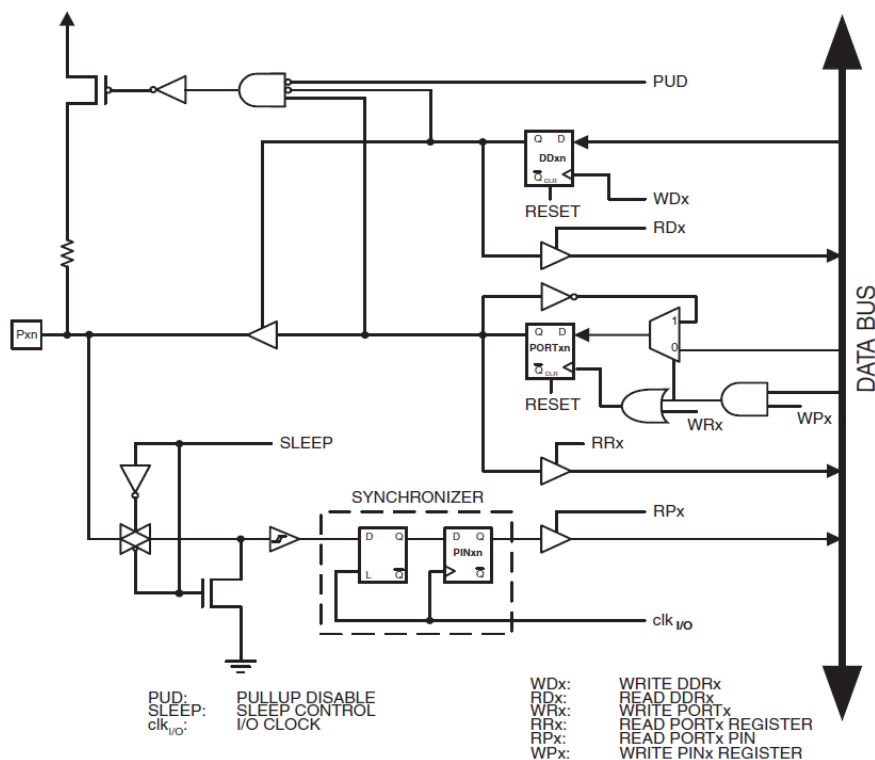 PUD
Q D
DDxn
Q CLR
WDx
RESET
RDx
Pxn
1
Q D
PORTxn
0
Q CLR
RESET
WRx
WPx
DATA BUS
SLEEP
RRx
SYNCHRONIZER
RPx
D Q
D Q
PINxn
L Q
Q
clk I/O
PUD: PULLUP DISABLE
SLEEP: SLEEP CONTROL
clkI/O: I/O CLOCK
WDx: WRITE DDRx
RDx: READ DDRx
WRx: WRITE PORTx
RRx: READ PORTx REGISTER
RPx: READ PORTx PIN
WPx: WRITE PINx REGISTER